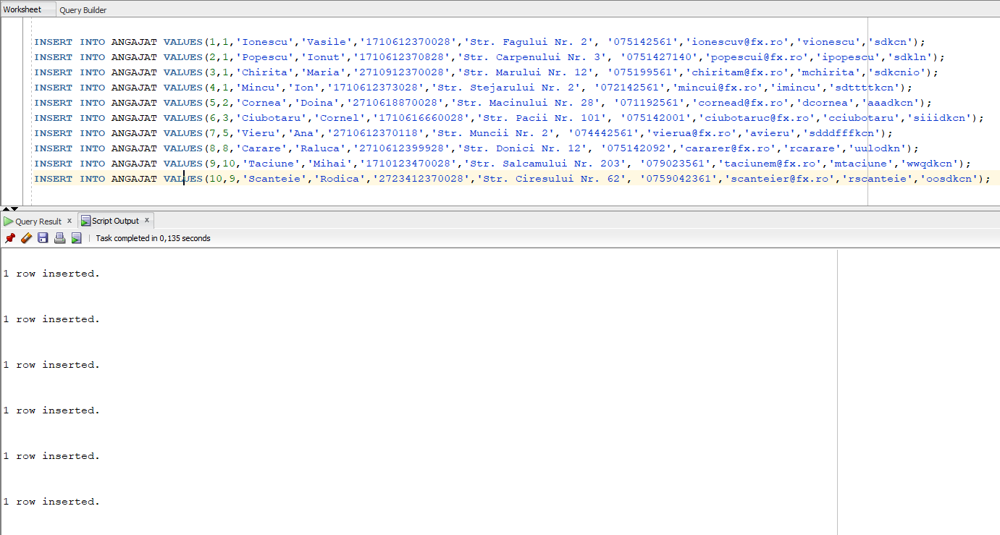 Worksheet Query Builder
INSERT INTO ANGAJAT VALUES(1,1,'Ionescu','Vasile','1710612370028','Str. Fagului Nr. 2', '075142561','ionescuv@fx.ro','vionescu','sdkcn');
INSERT INTO ANGAJAT VALUES(2,1,'Popescu','Ionut','1710612370828','Str. Carpenului Nr. 3', '0751427140','popescui@fx.ro','ipopescu','sdkln');
INSERT INTO ANGAJAT VALUES(3,1,'Chirita','Maria','2710912370028','Str. Marului Nr. 12', '075199561','chiritam@fx.ro','mchirita','sdkcnio');
INSERT INTO ANGAJAT VALUES(4,1,'Mincu','Ion','1710612373028','Str. Stejarului Nr. 2', '072142561','mincui@fx.ro','imincu','sdttttkcn');
INSERT INTO ANGAJAT VALUES(5,2,'Cornea','Doina','2710618870028','Str. Macinului Nr. 28', '071192561','cornead@fx.ro','dcornea','aaadkcn');
INSERT INTO ANGAJAT VALUES(6,3,'Ciubotaru','Cornel','1710616660028','Str. Pacii Nr. 101', '075142001','ciubotaruc@fx.ro','cciubotaru','siiidkcn');
INSERT INTO ANGAJAT VALUES(7,5,'Vieru','Ana','2710612370118','Str. Muncii Nr. 2', '074442561','vierua@fx.ro','avieru','sdddfffkcn');
INSERT INTO ANGAJAT VALUES(8,8,'Carare','Raluca','2710612399928','Str. Donici Nr. 12', '075142092','cararer@fx.ro','rcarare','uulodkn');
INSERT INTO ANGAJAT VALUES(9,10,'Taciune','Mihai','1710123470028','Str. Salcamului Nr. 203', '079023561','taciunem@fx.ro','mtaciune','wwqdkcn');
INSERT INTO ANGAJAT VALUES(10,9,'Scanteie','Rodica','2723412370028','Str. Ciresului Nr. 62', '0759042361','scanteier@fx.ro','rscanteie','oosdkcn');
Query Result x Script Output x
Task completed in 0,135 seconds
1 row inserted.
1 row inserted.
1 row inserted.
1 row inserted.
1 row inserted.
1 row inserted.